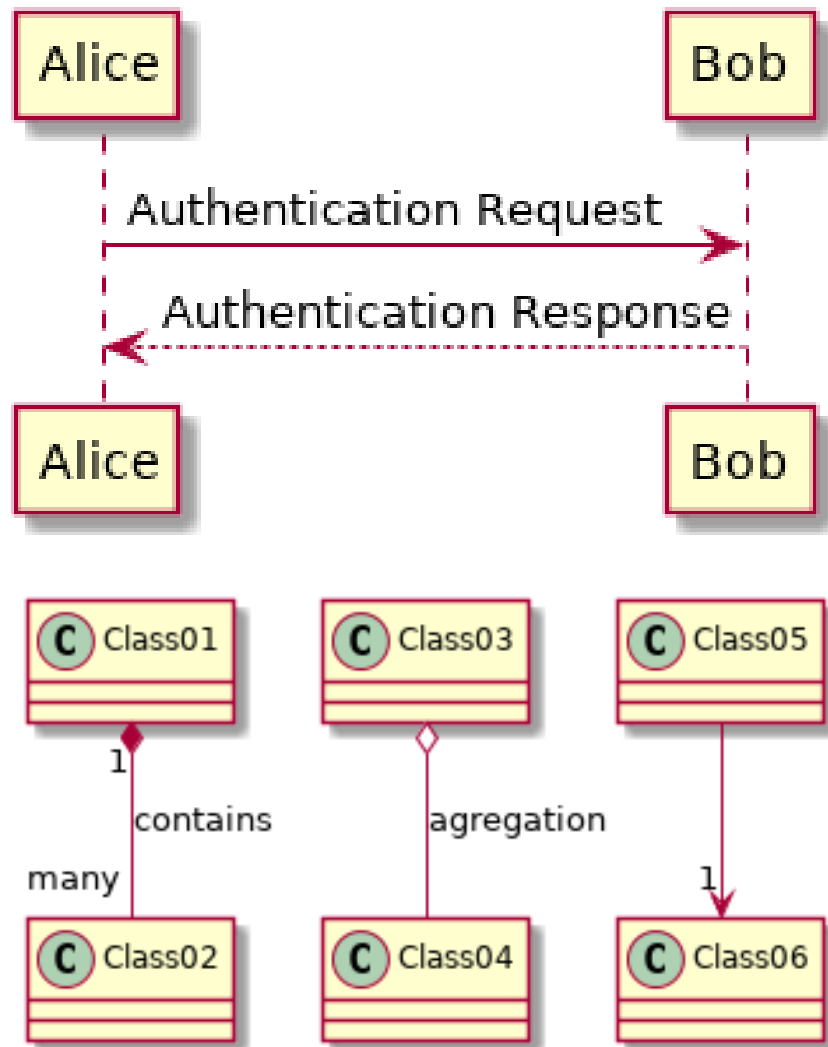 Alice Bob
Authentication Request
Authentication Response
Alice Bob
C Class01 C Class03 C Class05
1
contains agregation
many 1
C Class02 C Class04 C Class06